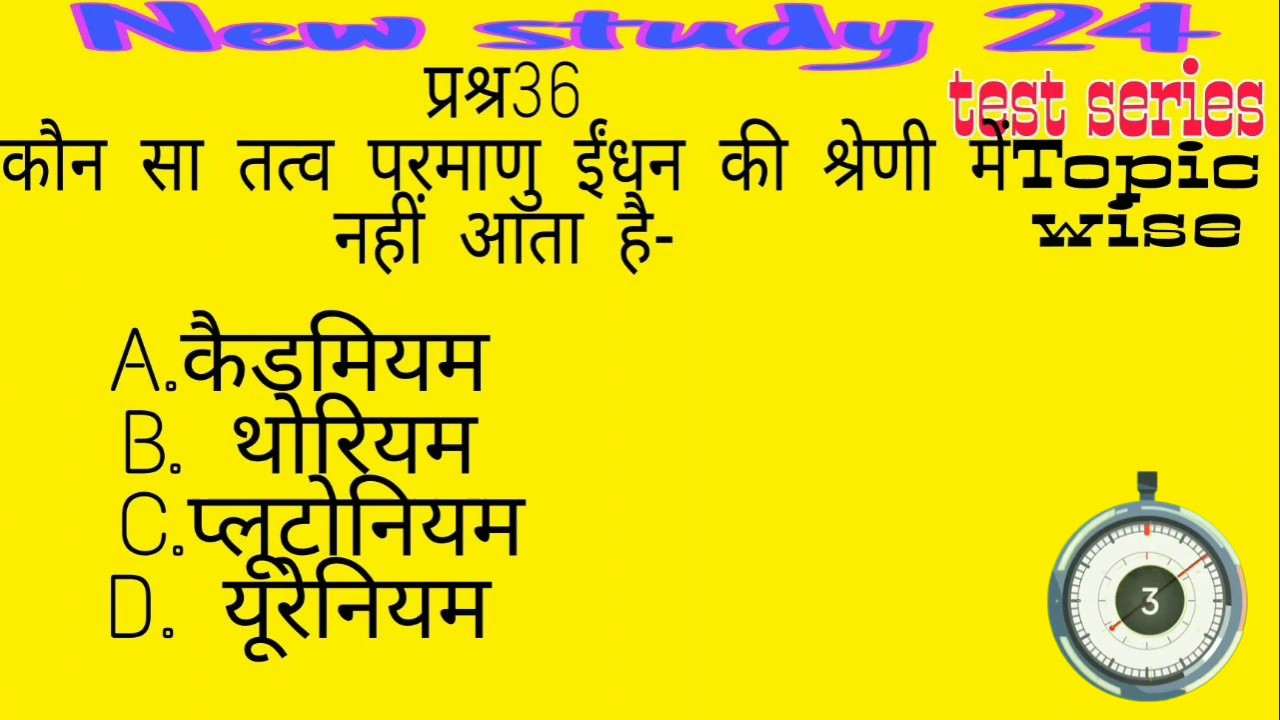 New study 24
test series
Topic
wise
प्रश्न36
कौन सा तत्व परमाणु ईंधन की श्रेणी में
नहीं आता है-
A.कैडमियम
B. थोरियम
C.प्लूटोनियम
D. यूरेनियम
3